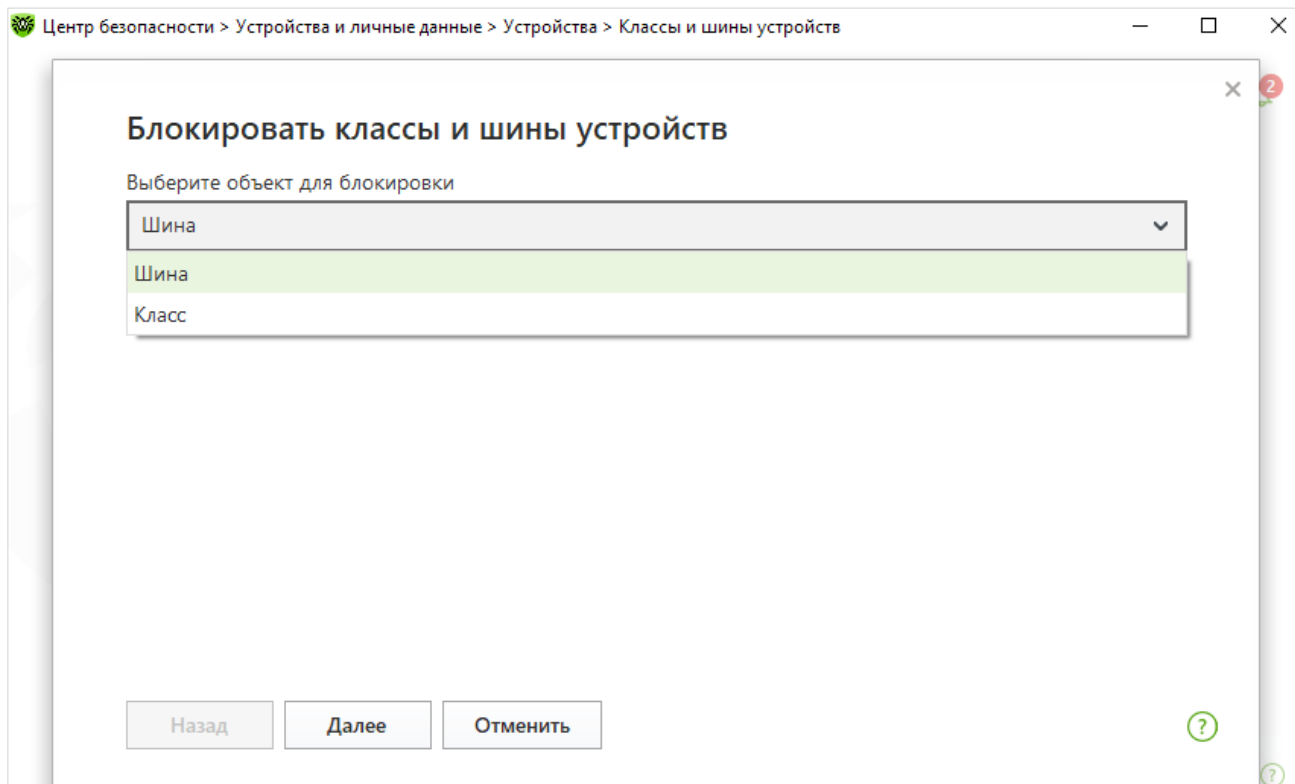 Центр безопасности > Устройства и личные данные > Устройства > Классы и шины устройств
2
Блокировать классы и шины устройств
Выберите объект для блокировки
Шина
Шина
Класс
Назад Далее Отменить ?
?